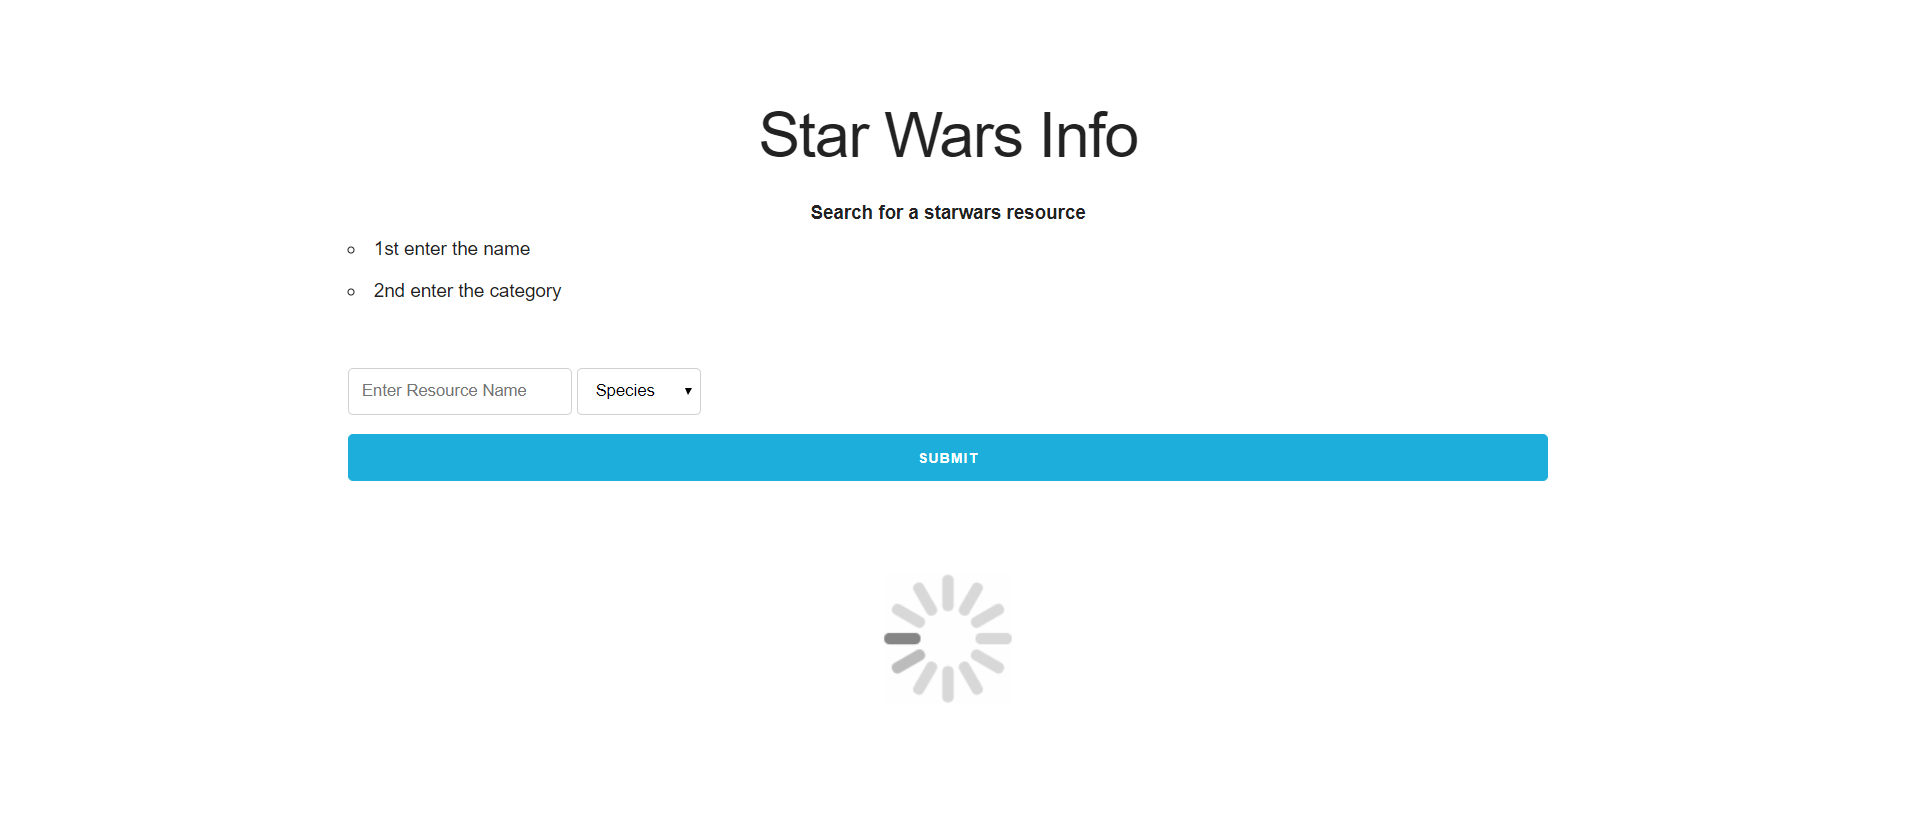 Star Wars Info
Search for a starwars resource
1st enter the name
2nd enter the category
Enter Resource Name
Species
SUBMIT